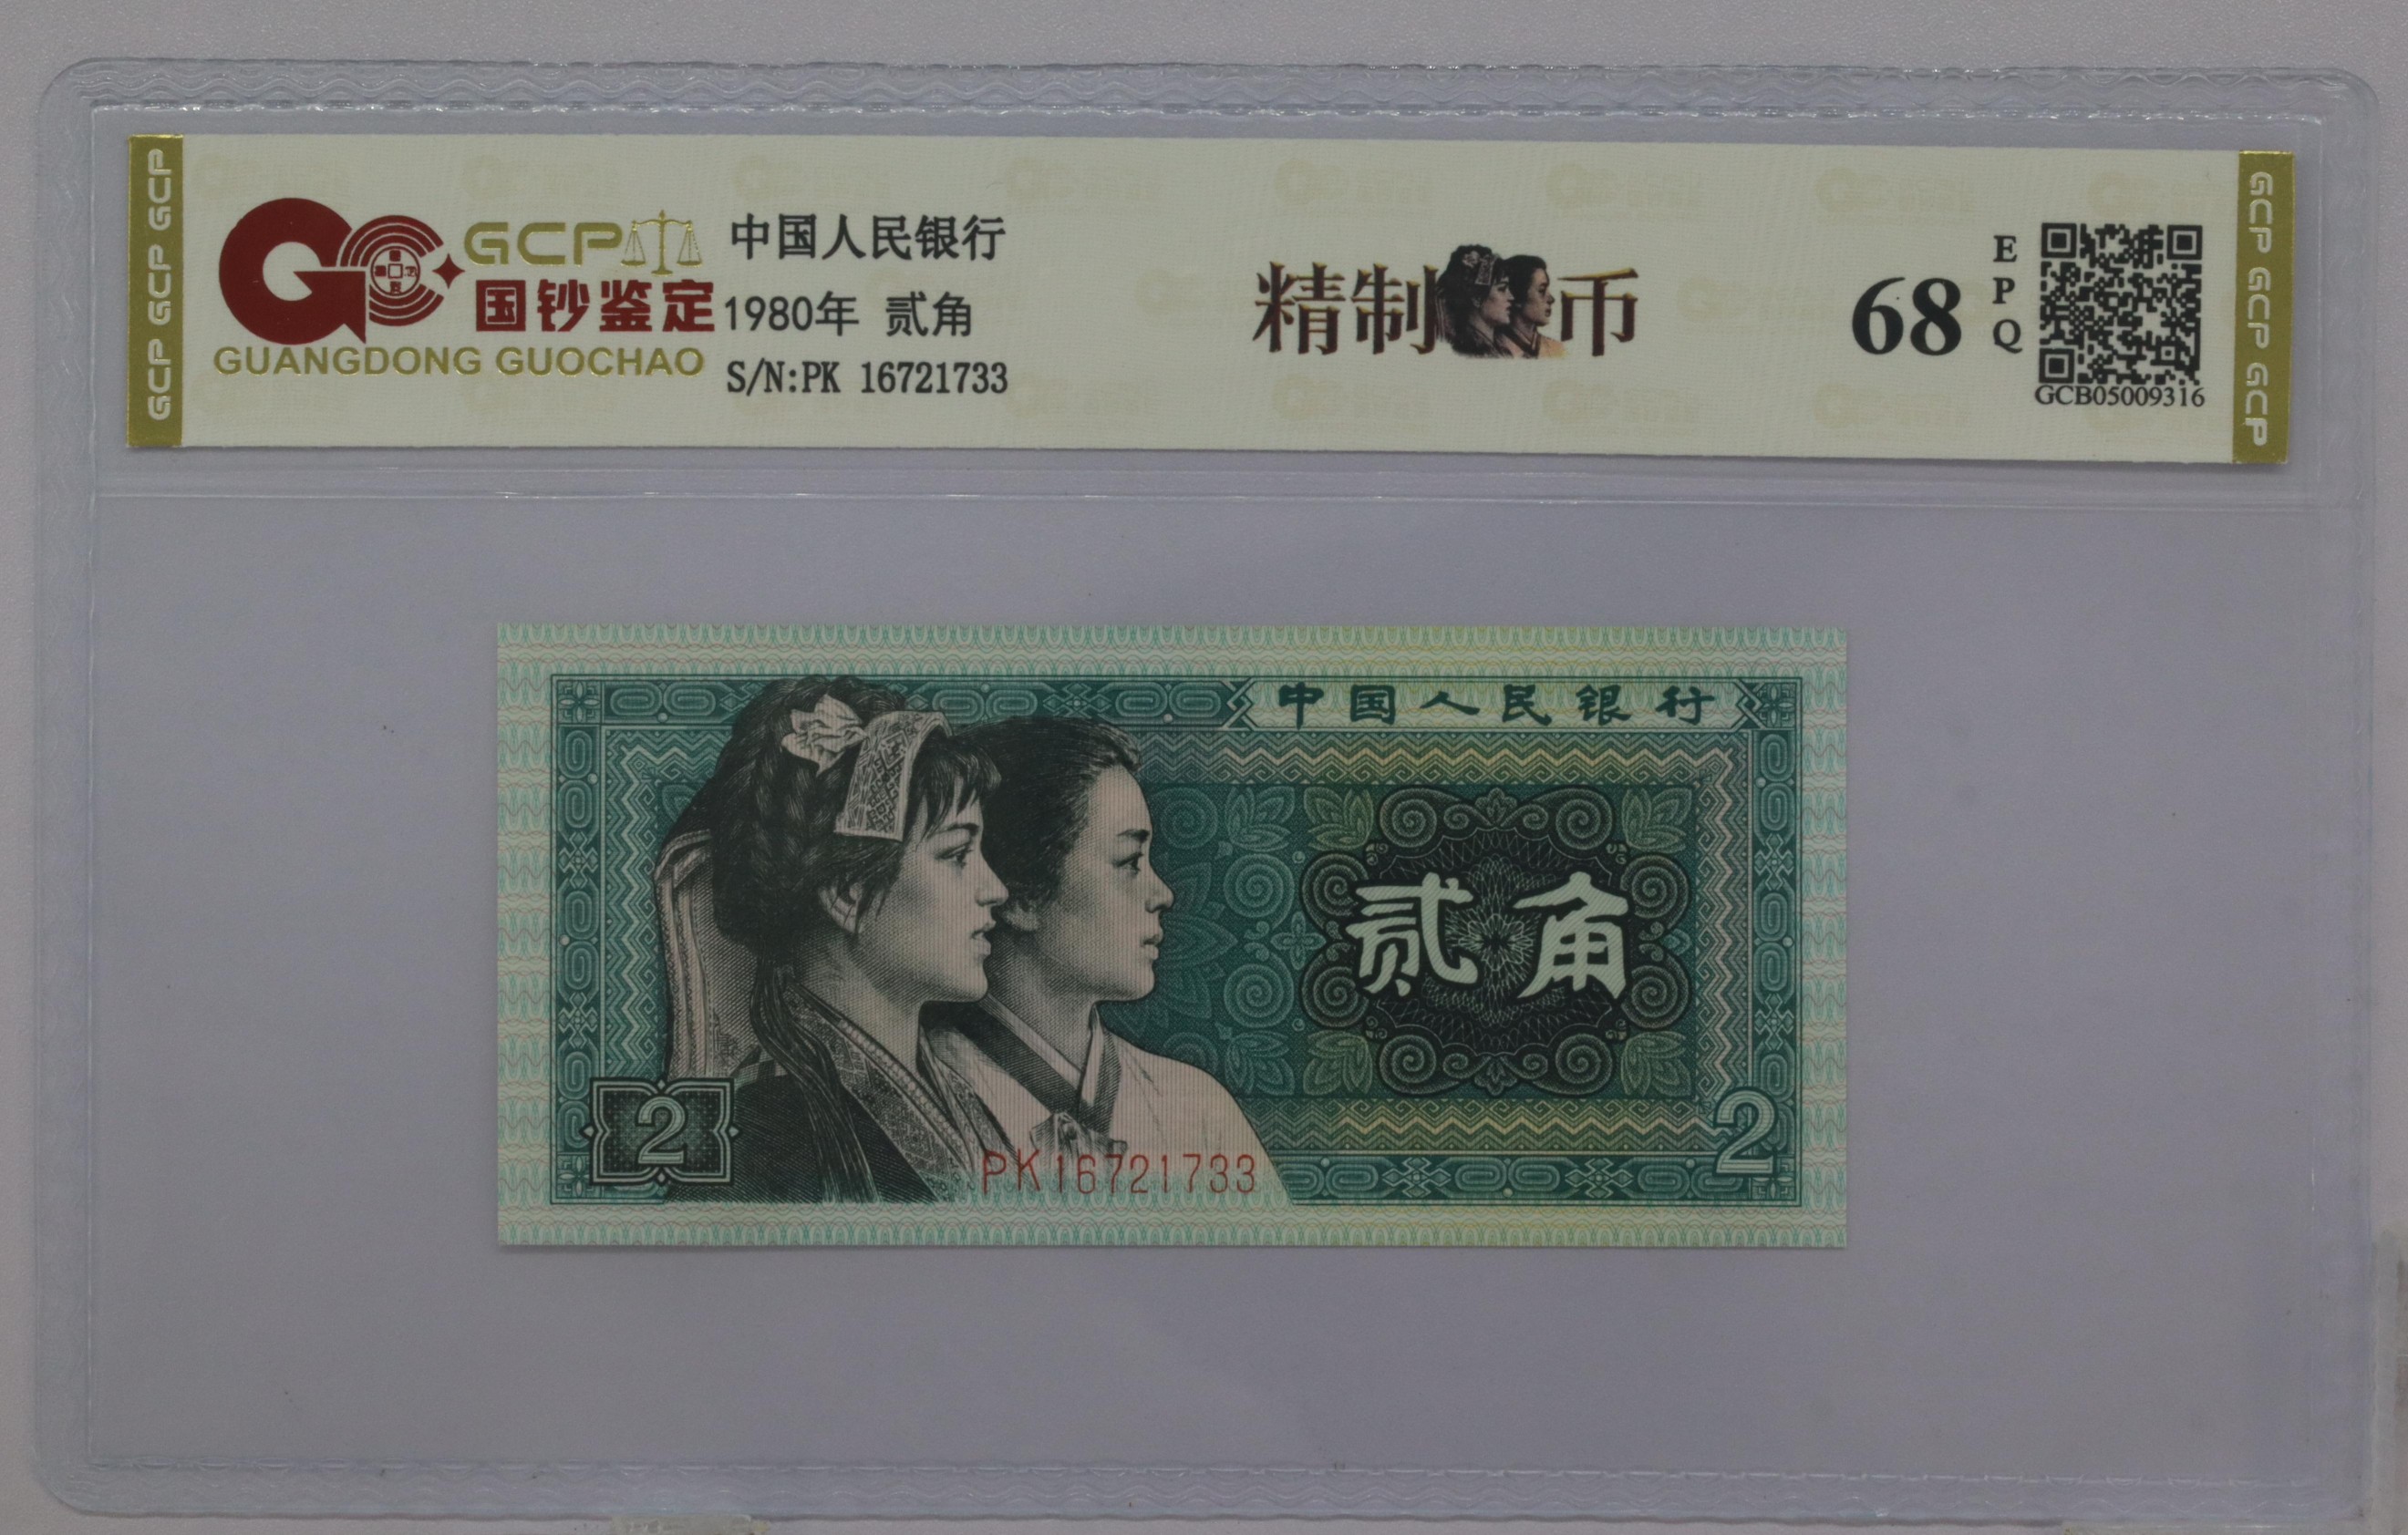 GCP GCP GCP
GCP
国钞鉴定
GUANGDONG GUOCHAO
中国人民银行
1980年 贰角
S/N:PK 16721733
精制币
68
EPQ
GCB05009316
GCP GCP GCP
中国人民银行
贰角
2
2
PK16721733